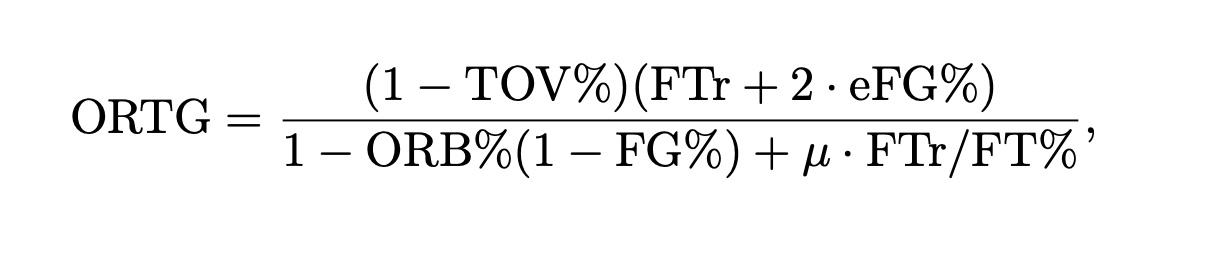 ORTG = (1 − TOV%)(FTr + 2 · eFG%)
1 − ORB%(1 − FG%) + μ · FTr/FT% ,